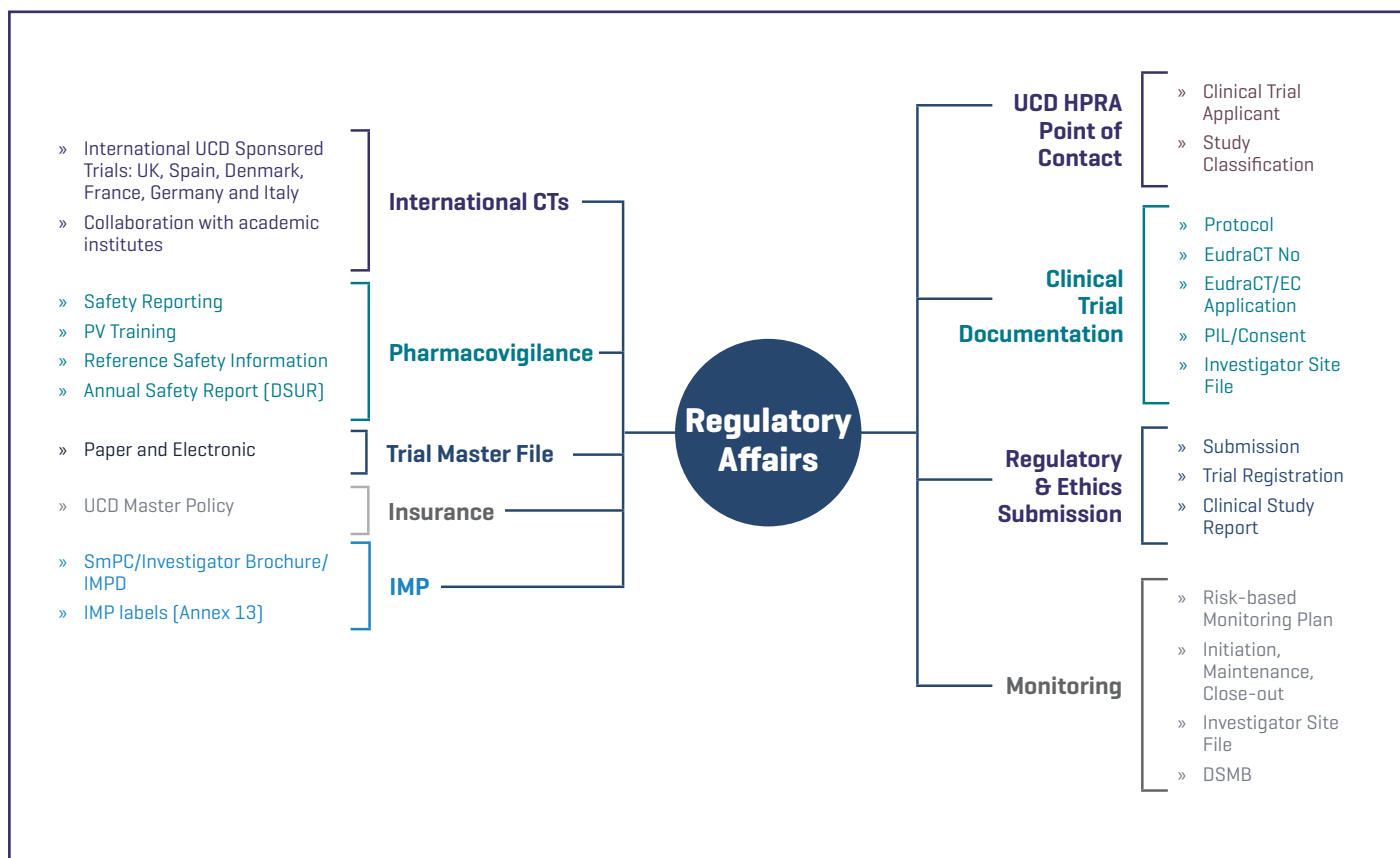 » International UCD Sponsored
Trials: UK, Spain, Denmark,
France, Germany and Italy
» Collaboration with academic
institutes
International CTs
» Safety Reporting
» PV Training
» Reference Safety Information
» Annual Safety Report (DSUR)
Pharmacovigilance
» Paper and Electronic
Trial Master File
» UCD Master Policy
Insurance
» SmPC/Investigator Brochure/
IMPD
» IMP labels (Annex 13)
IMP
Regulatory
Affairs
UCD HPRA
Point of
Contact
» Clinical Trial
Applicant
» Study
Classification
Clinical
Trial
Documentation
» Protocol
» EudraCT No
» EudraCT/EC
Application
» PIL/Consent
» Investigator Site
File
Regulatory
& Ethics
Submission
» Submission
» Trial Registration
» Clinical Study
Report
Monitoring
» Risk-based
Monitoring Plan
» Initiation,
Maintenance,
Close-out
» Investigator Site
File
» DSMB